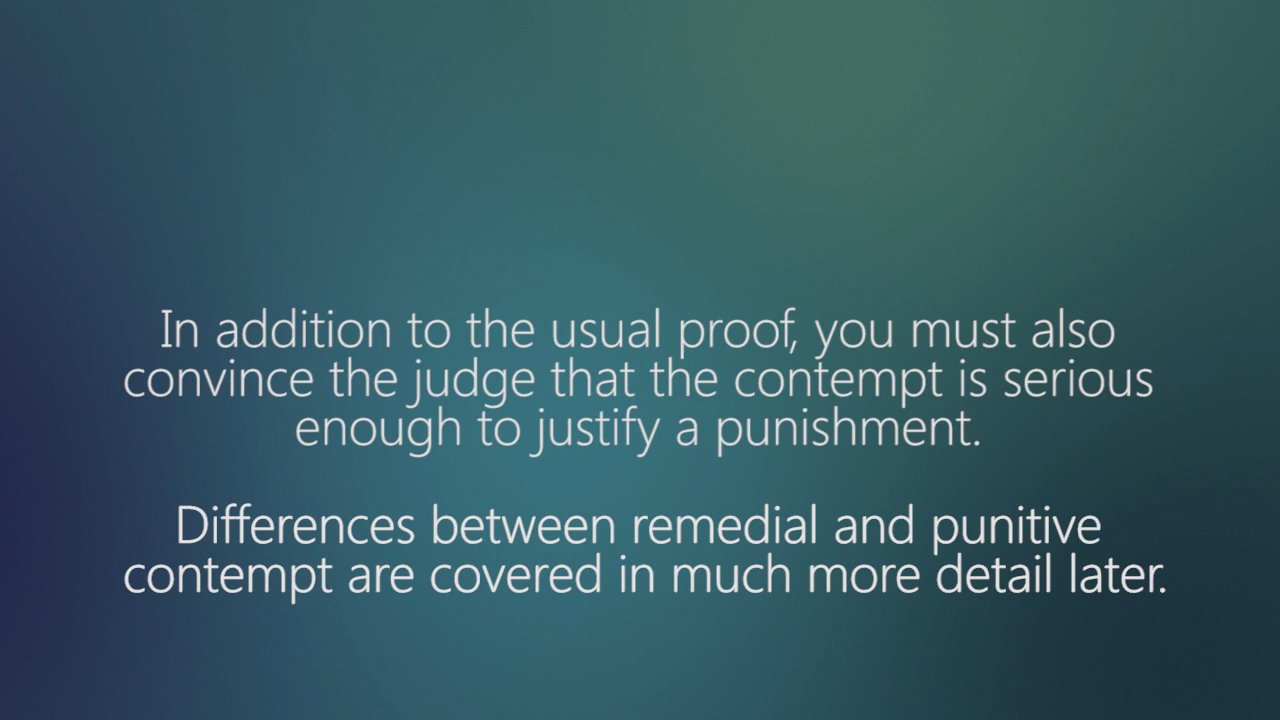 In addition to the usual proof, you must also
convince the judge that the contempt is serious
enough to justify a punishment.
Differences between remedial and punitive
contempt are covered in much more detail later.